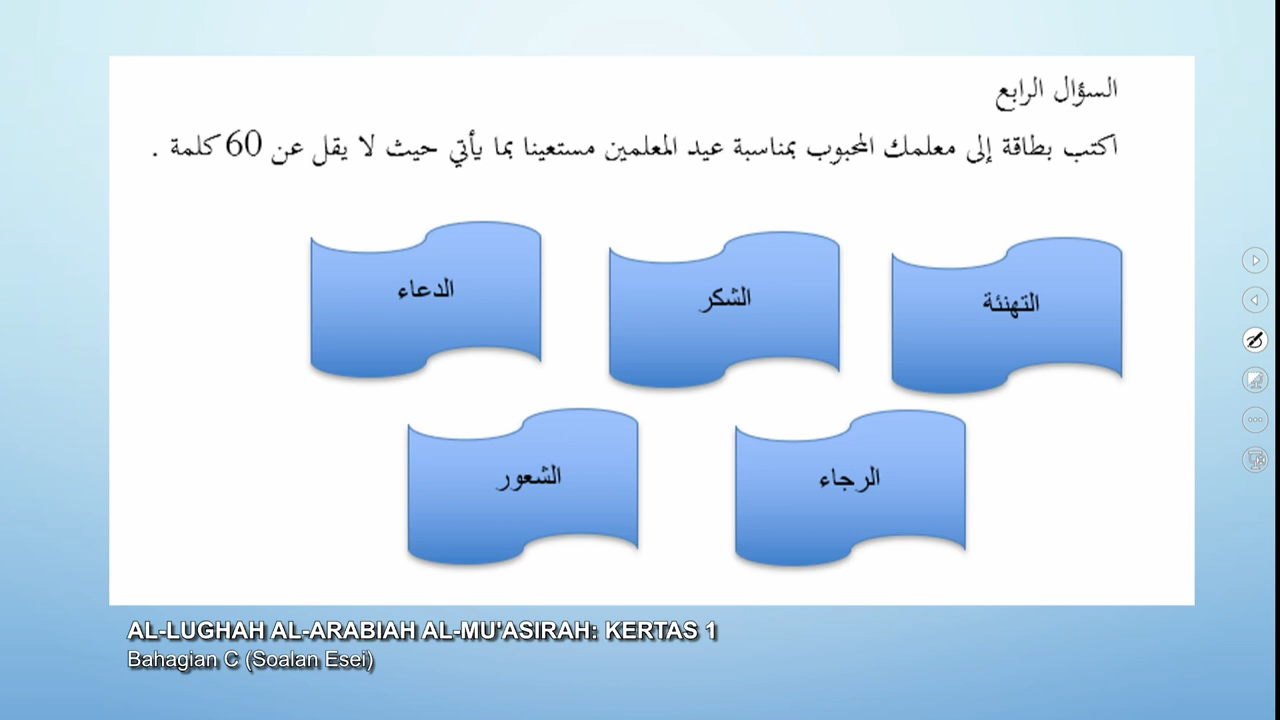 السؤال الرابع
اكتب بطاقة إلى معلمك المحبوب بمناسبة عيد المعلمين مستعينا بما يأتي حيث لا يقل عن 60 كلمة .
التهنئة
الشكر
الدعاء
الرجاء
الشعور
AL-LUGHAH AL-ARABIAH AL-MU'ASIRAH: KERTAS 1
Bahagian C (Soalan Esei)